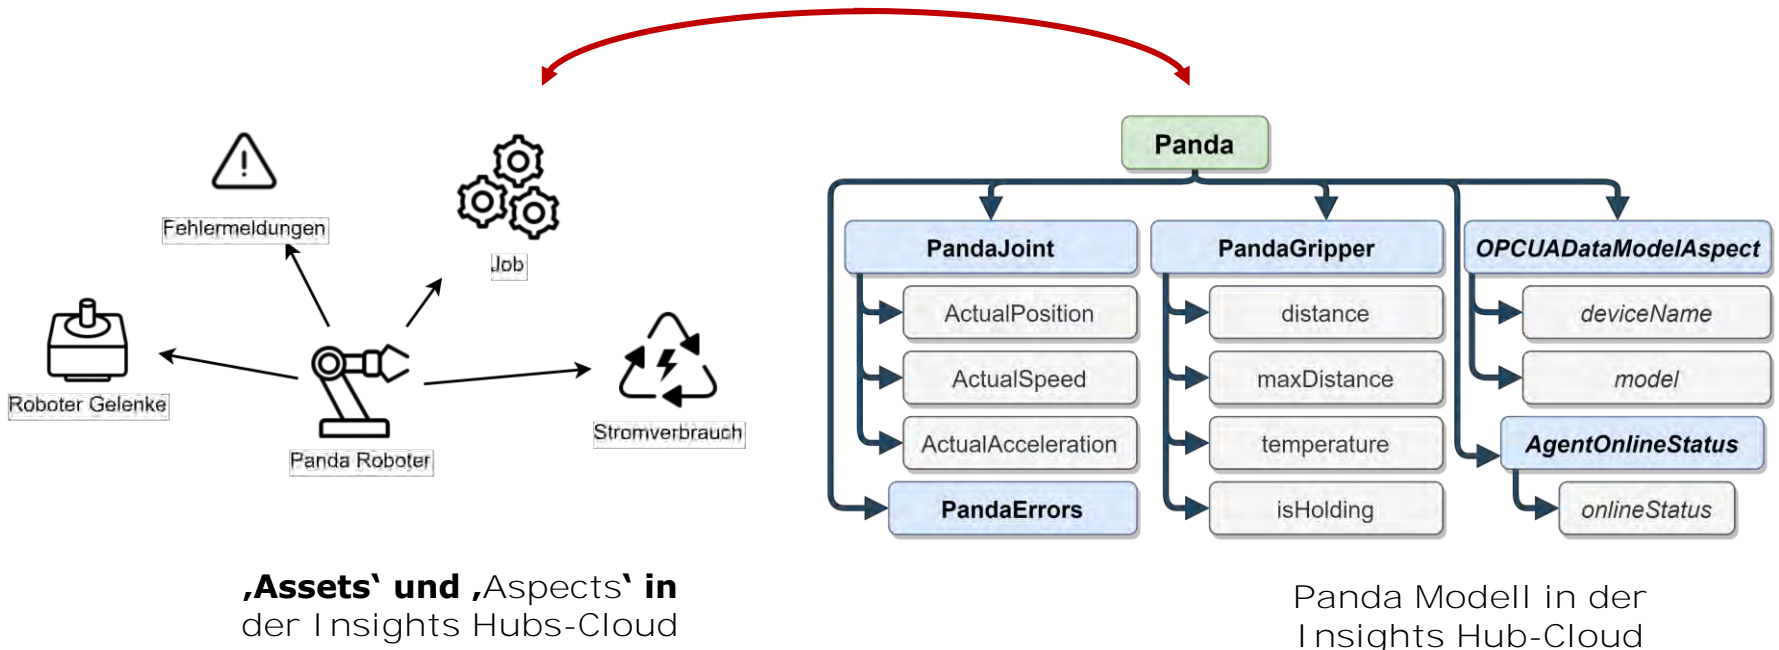 Fehlermeldungen
Job
Roboter Gelenke
Panda Roboter
Stromverbrauch
‚Assets‘ und ‚Aspects‘ in
der Insights Hubs-Cloud
Panda
PandaJoint
ActualPosition
ActualSpeed
ActualAcceleration
PandaErrors
PandaGripper
distance
maxDistance
temperature
isHolding
OPCUADataModelAspect
deviceName
model
AgentOnlineStatus
onlineStatus
Panda Modell in der
Insights Hub-Cloud